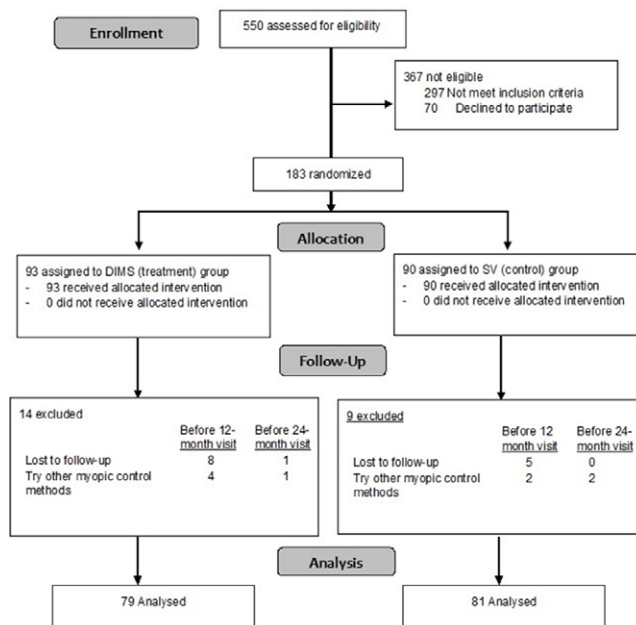 Enrollment
550 assessed for eligibility
367 not eligible
297 Not meet inclusion criteria
70 Declined to participate
183 randomized
Allocation
93 assigned to DIMS (treatment) group
- 93 received allocated intervention
- 0 did not receive allocated intervention
90 assigned to SV (control) group
- 90 received allocated intervention
- 0 did not receive allocated intervention
Follow-Up
14 excluded
Before 12- Before 24-
month visit month visit
Lost to follow-up 8 1
Try other myopic control 4 1
methods
9 excluded
Before 12 Before 24-
month visit month visit
Lost to follow-up 5 0
Try other myopic control 2 2
methods
Analysis
79 Analysed
81 Analysed